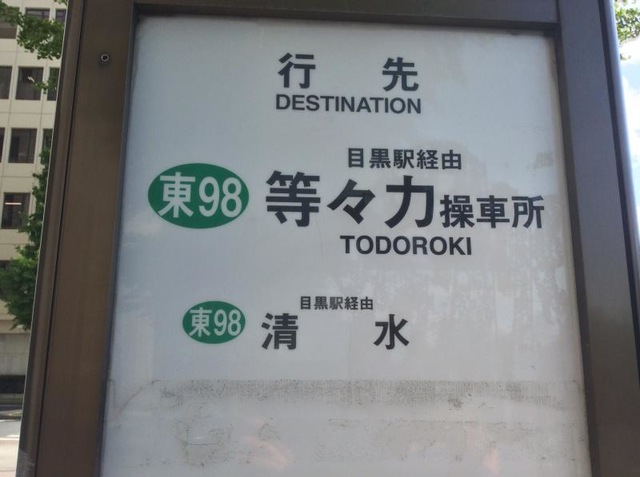 行先
DESTINATION
目黒駅経由
東98 等々力操車所
TODOROKI
目黒駅経由
東98 清水